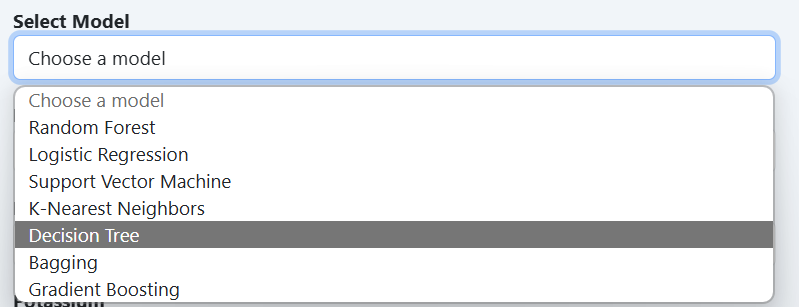 Select Model
Choose a model
Choose a model
Random Forest
Logistic Regression
Support Vector Machine
K-Nearest Neighbors
Decision Tree
Bagging
Gradient Boosting
Potassium